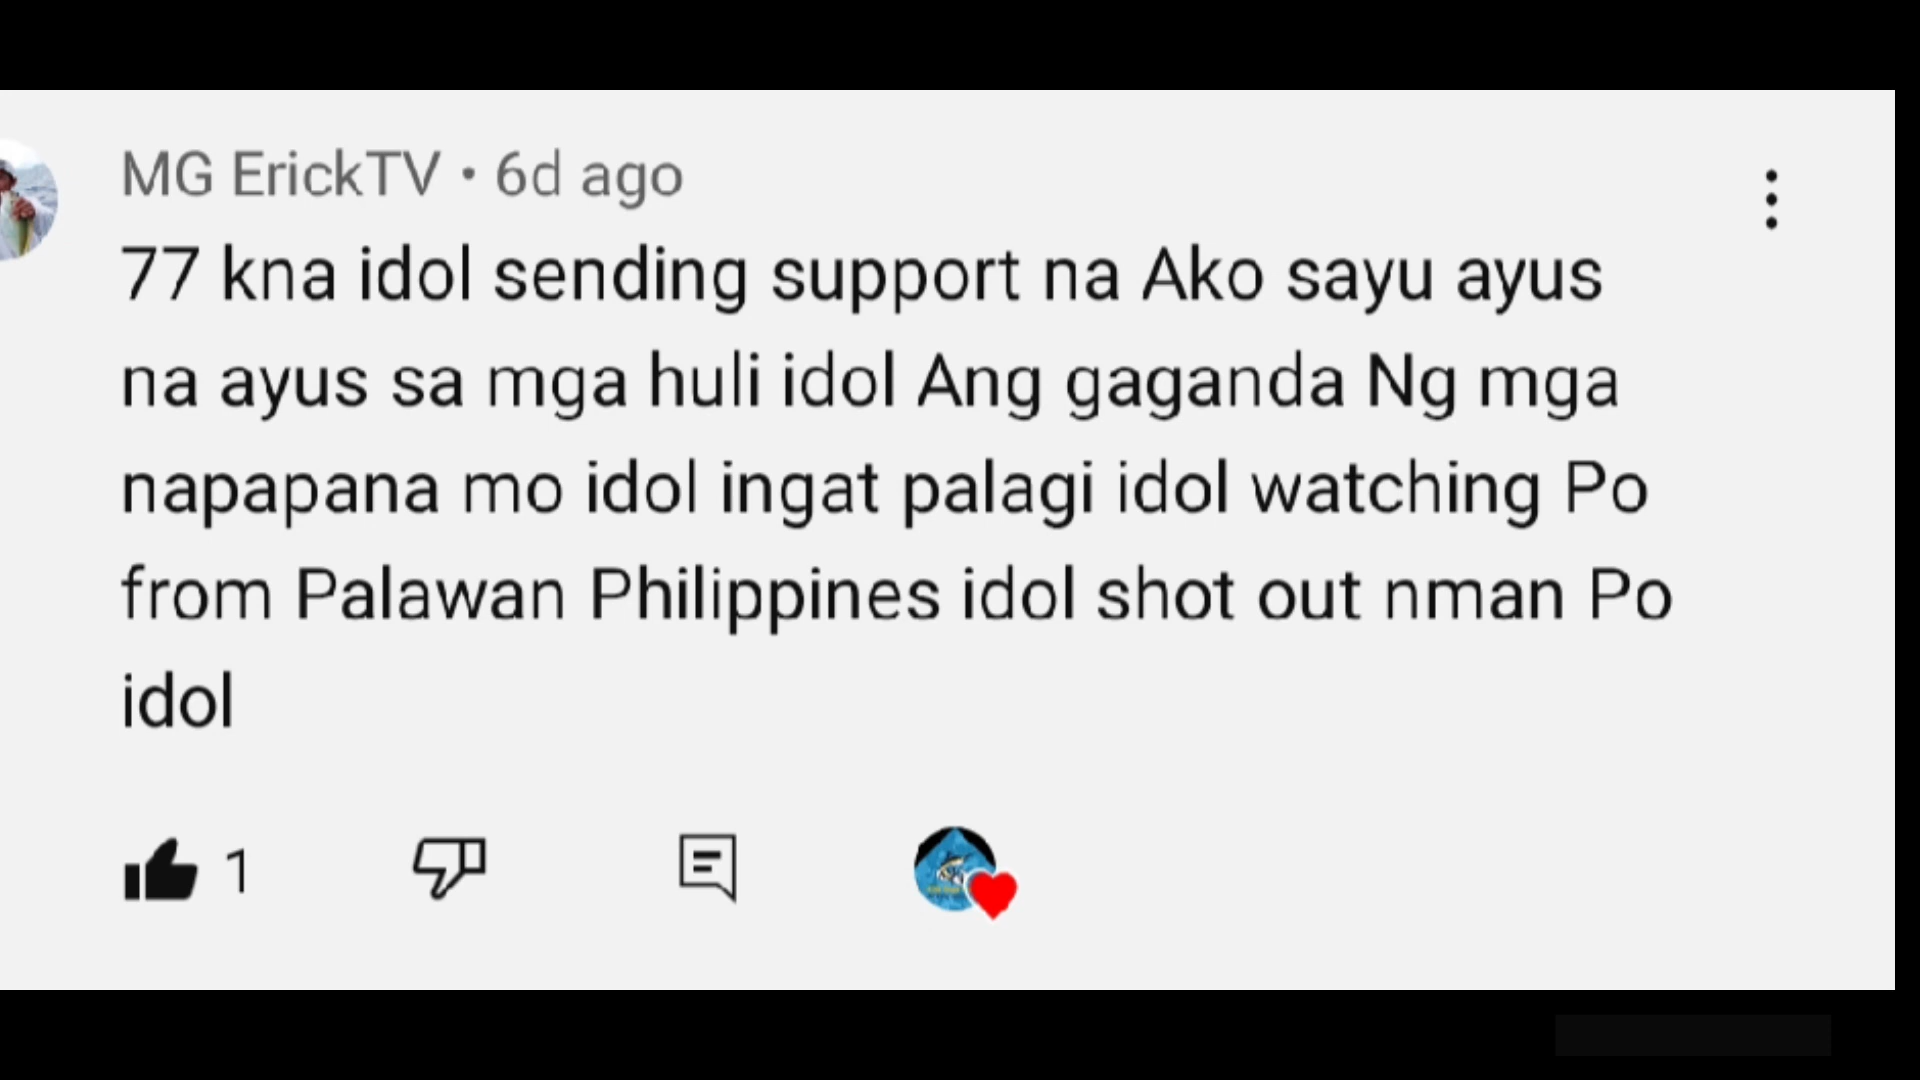 MG ErickTV • 6d ago
77 kna idol sending support na Ako sayu ayus
na ayus sa mga huli idol Ang gaganda Ng mga
napapana mo idol ingat palagi idol watching Po
from Palawan Philippines idol shot out nman Po
idol
1